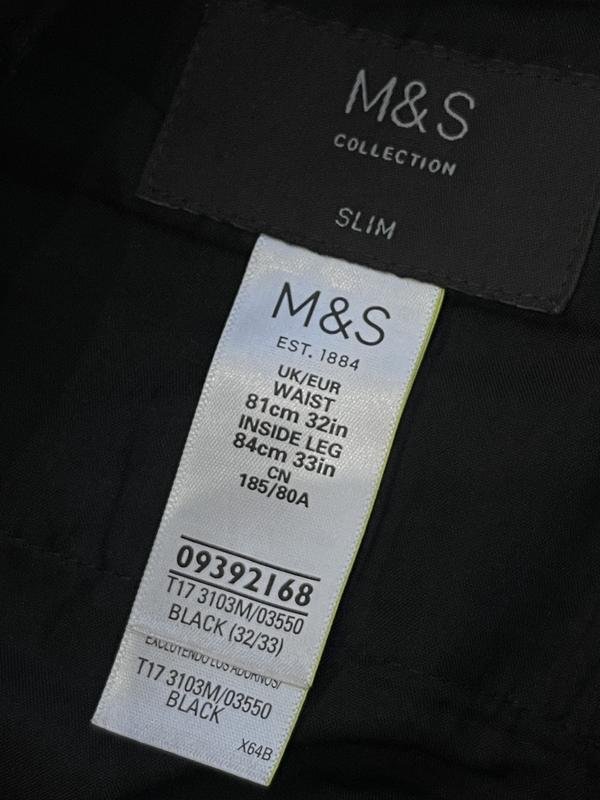 M&S
COLLECTION
SLIM
M&S
EST. 1884
UK/EUR
WAIST
81cm 32in
INSIDE LEG
84cm 33in
CN
185/80A
09392168
T17 3103M/03550
BLACK (32/33)
EXCLUYENDO LOS ADORNOS/
T17 3103M/03550
BLACK
X64B